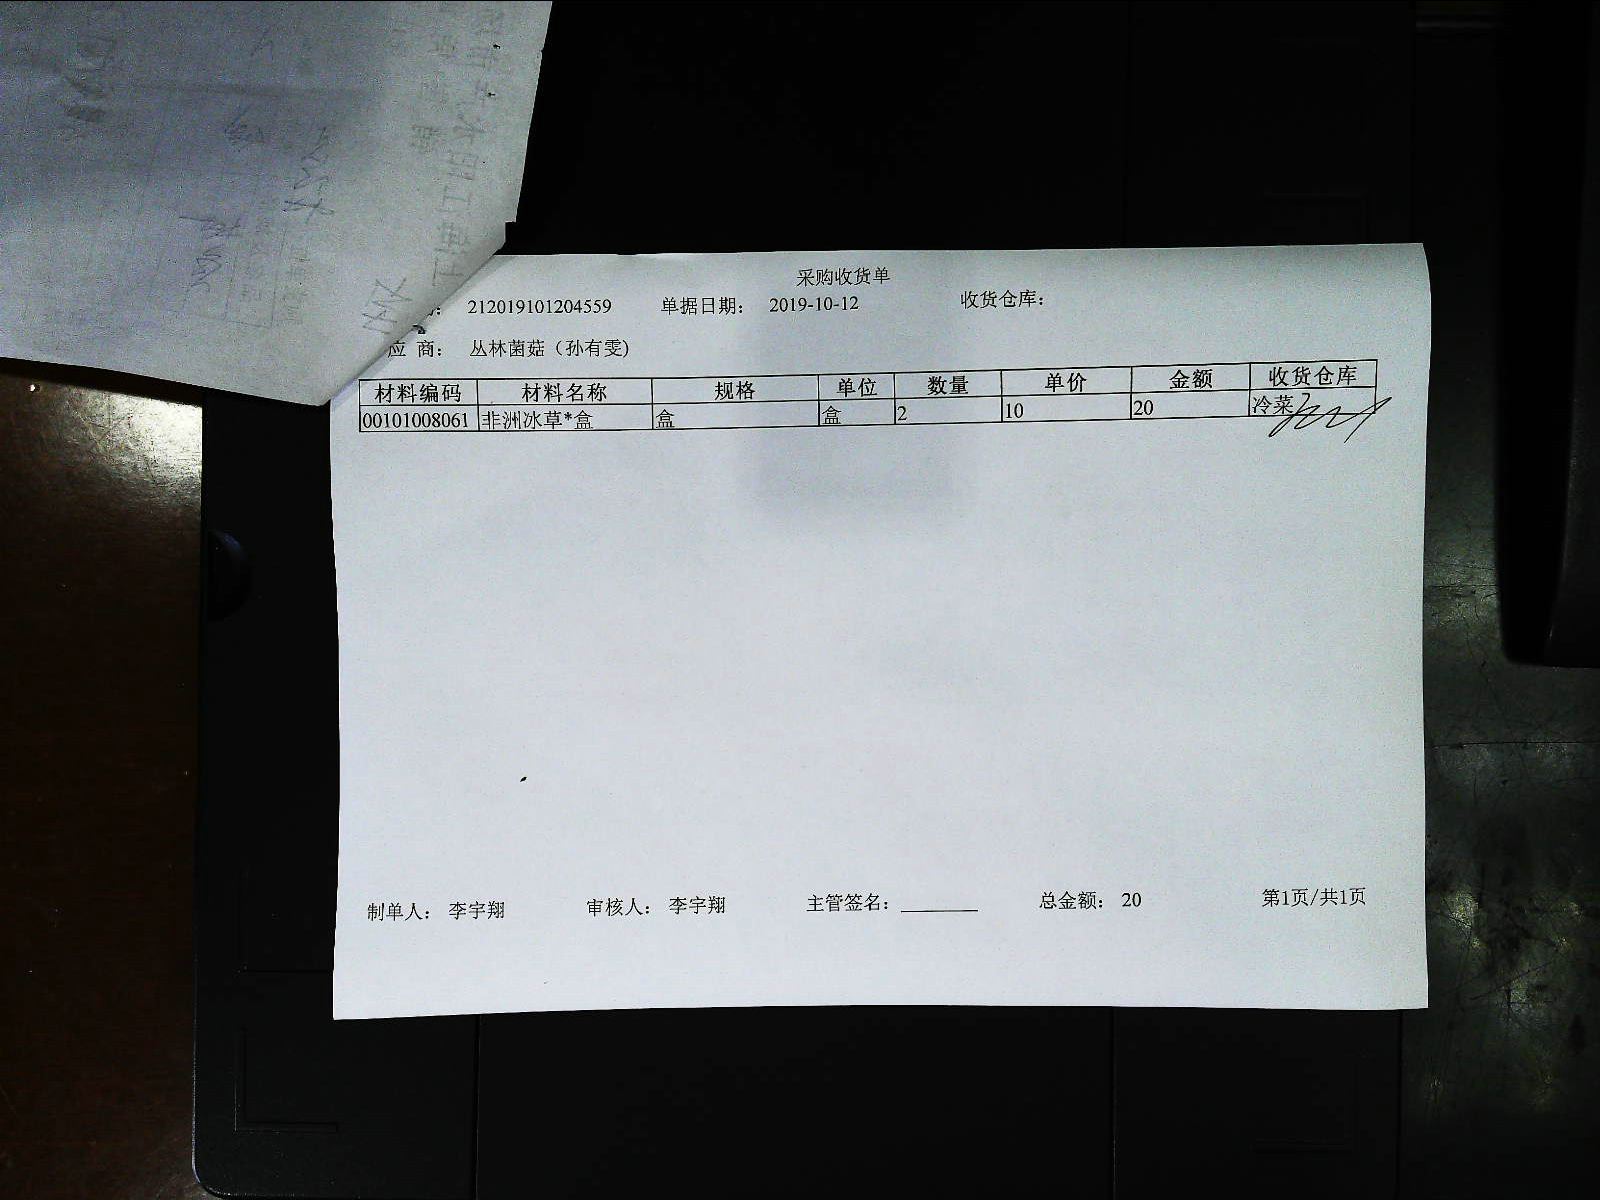 采购收货单
212019101204559 单据日期： 2019-10-12 收货仓库：
应 商： 丛林菌菇（孙有雯)
材料编码 材料名称 规格 单位 数量 单价 金额 收货仓库
00101008061 非洲冰草*盒 盒 盒 2 10 20 冷菜
制单人： 李宇翔 审核人： 李宇翔 主管签名： 总金额： 20 第1页/共1页